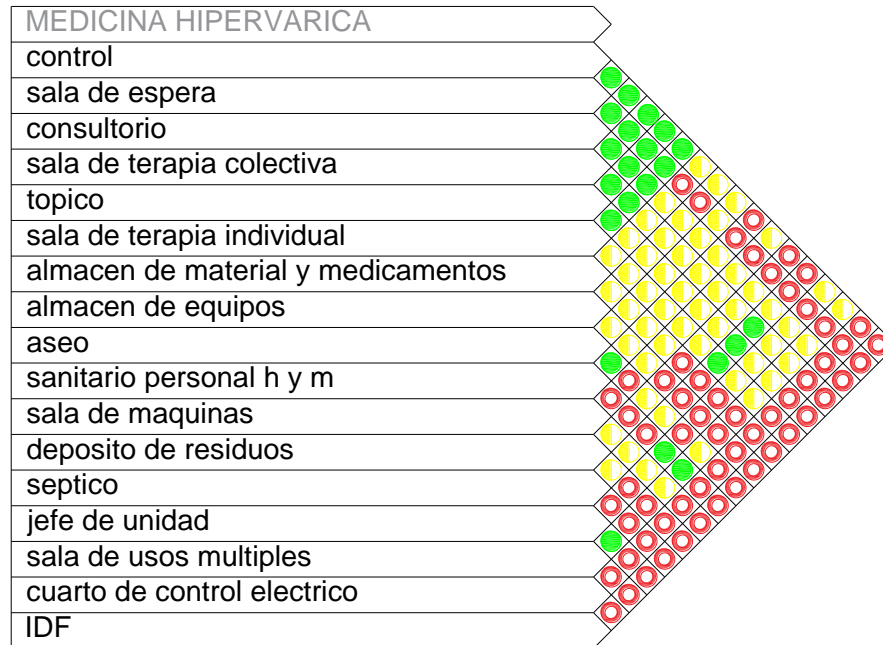 MEDICINA HIPERVARICA
control
sala de espera
consultorio
sala de terapia colectiva
topico
sala de terapia individual
almacen de material y medicamentos
almacen de equipos
aseo
sanitario personal h y m
sala de maquinas
deposito de residuos
septico
jefe de unidad
sala de usos multiples
cuarto de control electrico
IDF